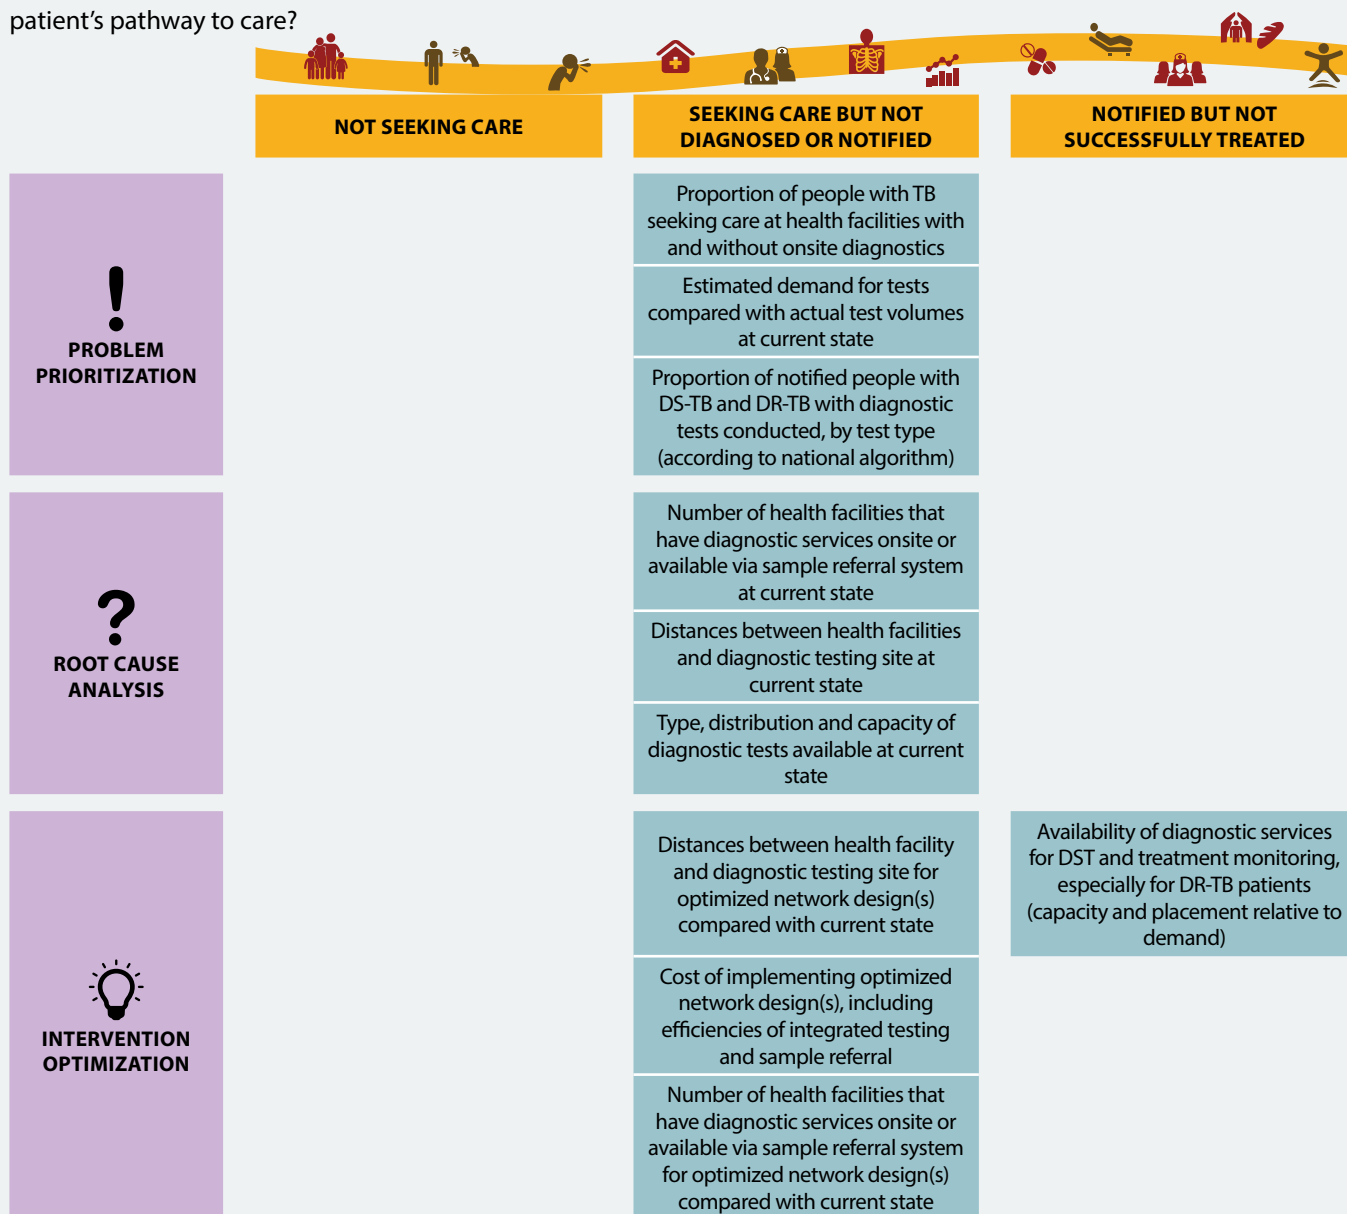 patient’s pathway to care?
NOT SEEKING CARE
SEEKING CARE BUT NOT
DIAGNOSED OR NOTIFIED
NOTIFIED BUT NOT
SUCCESSFULLY TREATED
!
PROBLEM
PRIORITIZATION
Proportion of people with TB
seeking care at health facilities with
and without onsite diagnostics
Estimated demand for tests
compared with actual test volumes
at current state
Proportion of notified people with
DS-TB and DR-TB with diagnostic
tests conducted, by test type
(according to national algorithm)
?
ROOT CAUSE
ANALYSIS
Number of health facilities that
have diagnostic services onsite or
available via sample referral system
at current state
Distances between health facilities
and diagnostic testing site at
current state
Type, distribution and capacity of
diagnostic tests available at current
state
INTERVENTION
OPTIMIZATION
Distances between health facility
and diagnostic testing site for
optimized network design(s)
compared with current state
Cost of implementing optimized
network design(s), including
efficiencies of integrated testing
and sample referral
Number of health facilities that
have diagnostic services onsite or
available via sample referral system
for optimized network design(s)
compared with current state
Availability of diagnostic services
for DST and treatment monitoring,
especially for DR-TB patients
(capacity and placement relative to
demand)